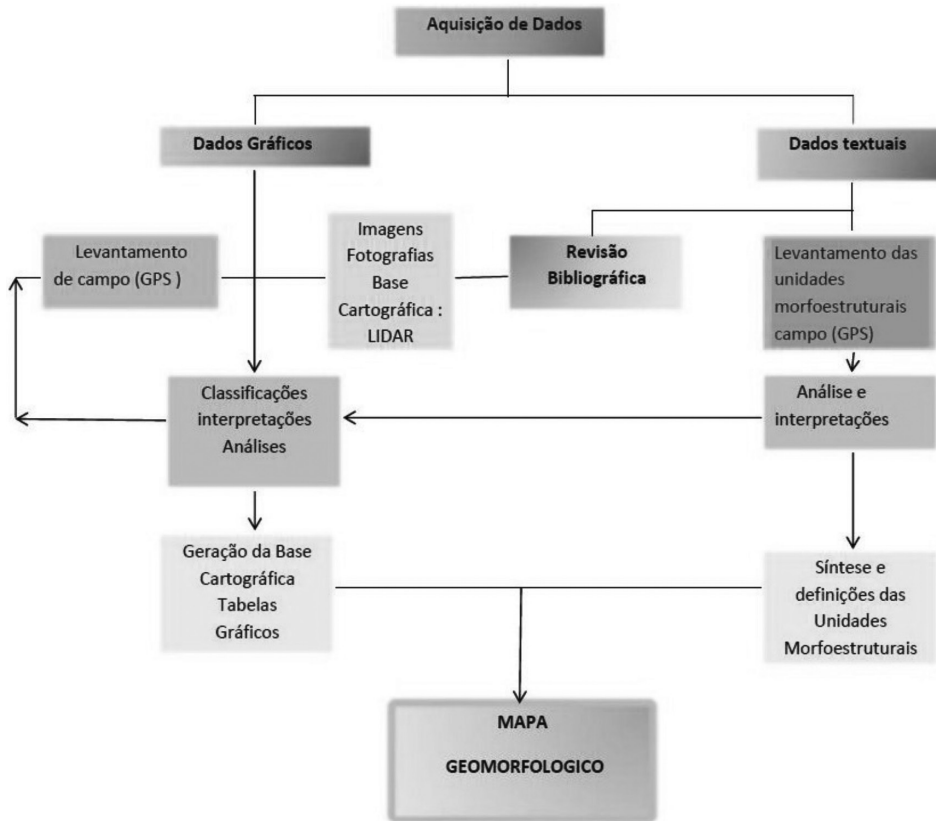 Aquisição de Dados
Dados Gráficos
Dados textuais
Levantamento
de campo (GPS )
Imagens
Fotografias
Base
Cartográfica :
LIDAR
Revisão
Bibliográfica
Levantamento das
unidades
morfoestruturais
campo (GPS)
Classificações
interpretações
Análises
Análise e
interpretações
Geração da Base
Cartográfica
Tabelas
Gráficos
Síntese e
definições das
Unidades
Morfoestruturais
MAPA
GEOMORFOLOGICO